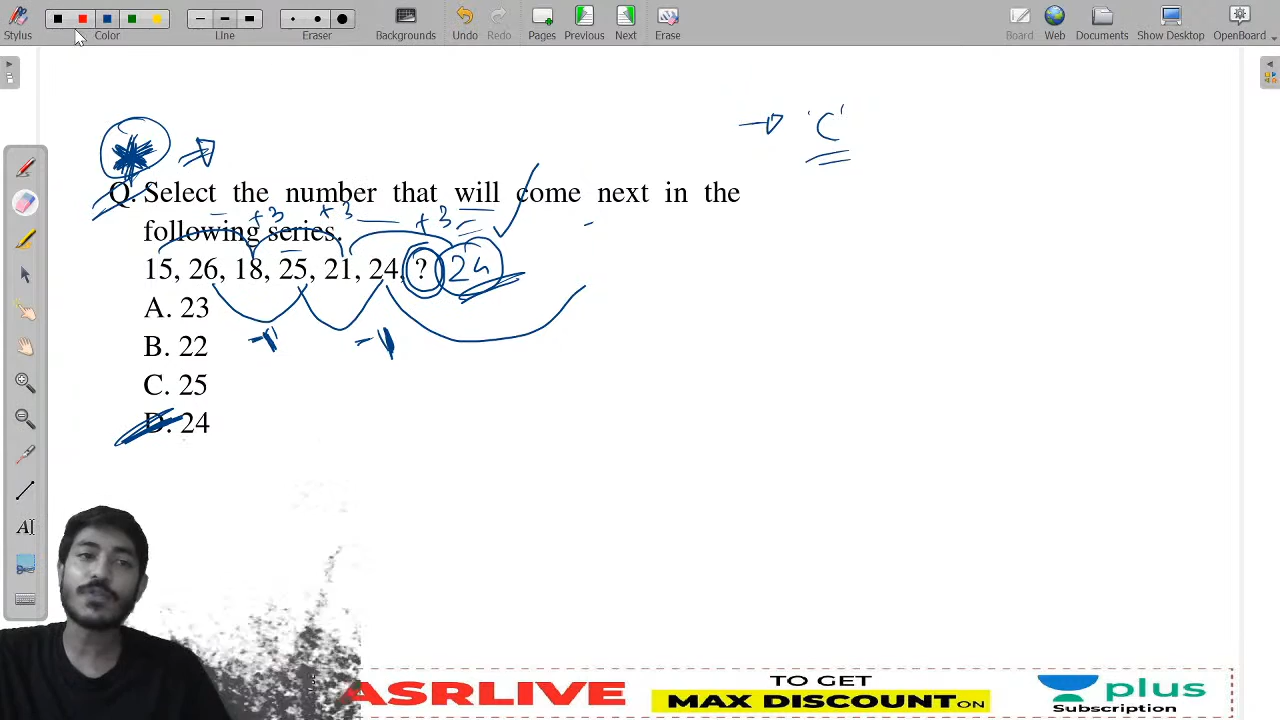 Stylus
Color
Line
Eraser
Backgrounds
Undo
Redo
Pages
Previous
Next
Erase
Board
Web
Documents
Show Desktop
OpenBoard
→ 'C'
Q. Select the number that will come next in the
+3 +3 +3
following series.
15, 26, 18, 25, 21, 24, ? 24
A. 23
-1 -1
B. 22
C. 25
D. 24
AI
ASRLIVE
TO GET
MAX DISCOUNT ON
plus
Subscription